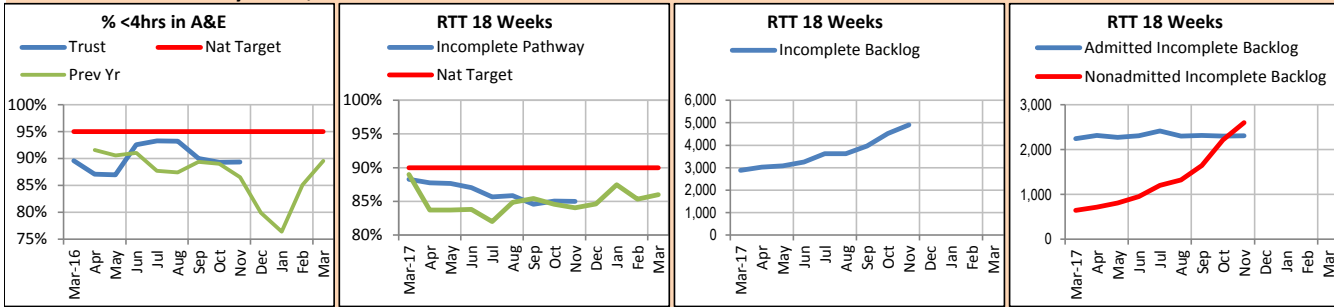 % <4hrs in A&E
Trust
Nat Target
Prev Yr
100%
95%
90%
85%
80%
75%
Mar-16
Apr
May
Jun
Jul
Aug
Sep
Oct
Nov
Dec
Jan
Feb
Mar
RTT 18 Weeks
Incomplete Pathway
Nat Target
100%
95%
90%
85%
80%
Mar-17
Apr
May
Jun
Jul
Aug
Sep
Oct
Nov
Dec
Jan
Feb
Mar
RTT 18 Weeks
Incomplete Backlog
6,000
5,000
4,000
3,000
2,000
1,000
0
Mar-17
Apr
May
Jun
Jul
Aug
Sep
Oct
Nov
Dec
Jan
Feb
Mar
RTT 18 Weeks
Admitted Incomplete Backlog
Nonadmitted Incomplete Backlog
3,000
2,000
1,000
0
Mar-17
Apr
May
Jun
Jul
Aug
Sep
Oct
Nov
Dec
Jan
Feb
Mar